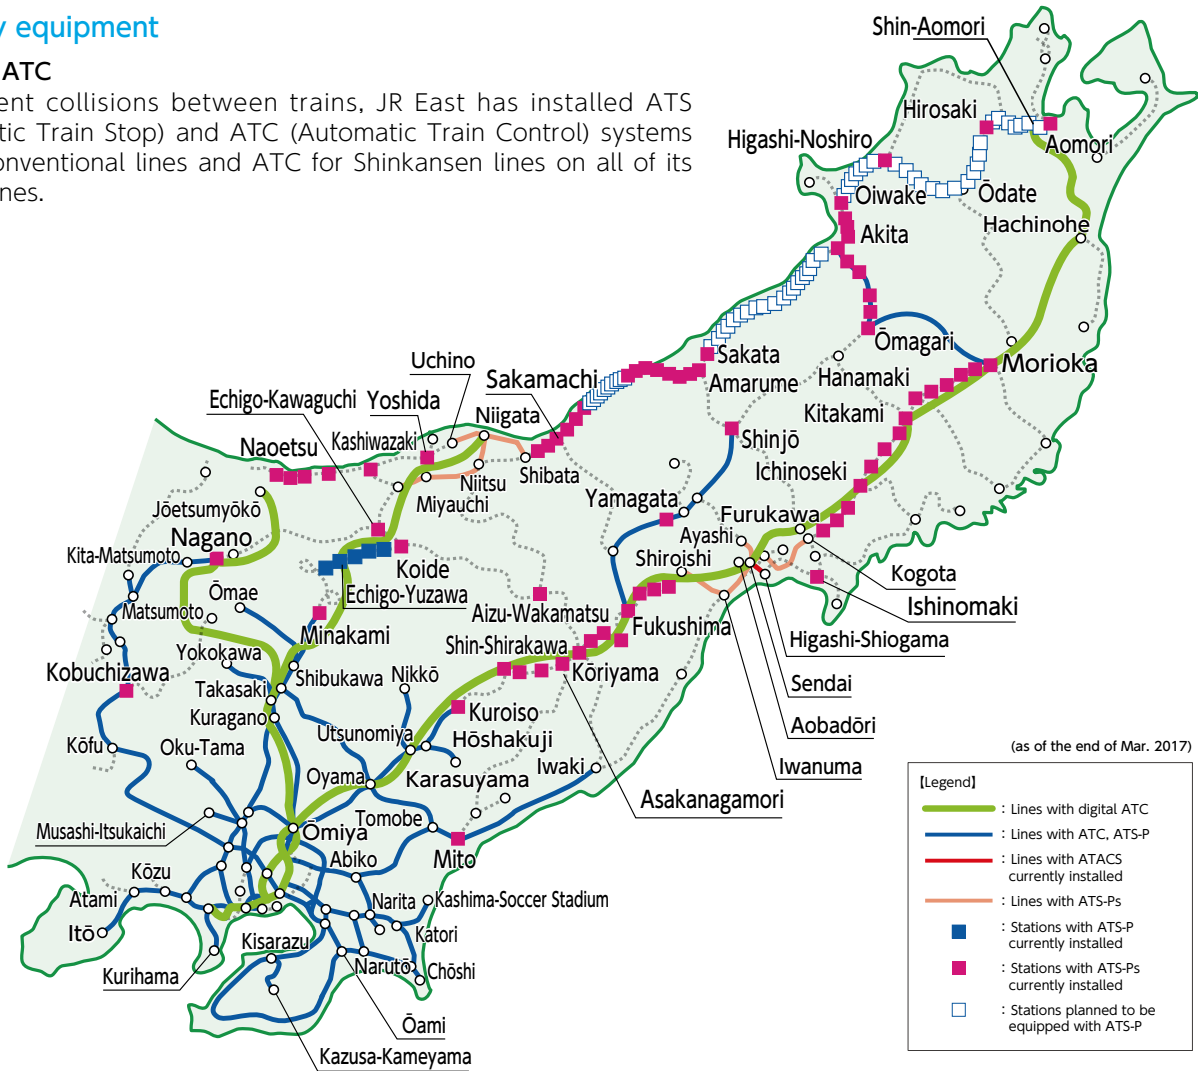 y equipment
ATC
ent collisions between trains, JR East has installed ATS
tic Train Stop) and ATC (Automatic Train Control) systems
onventional lines and ATC for Shinkansen lines on all of its
nes.
Shin-Aomori
Hirosaki
Aomori
Higashi-Noshiro
Oiwake
Ōdate
Hachinohe
Akita
Ōmagari
Morioka
Sakata
Amarume
Hanamaki
Kitakami
Uchino
Sakamachi
Echigo-Kawaguchi
Yoshida
Niigata
Kashiwazaki
Naoetsu
Shinjō
Ichinoseki
Shibata
Niitsu
Miyauchi
Jōetsumyōkō
Yamagata
Furukawa
Nagano
Ayashi
Kita-Matsumoto
Shiroishi
Koide
Kogota
Echigo-Yuzawa
Ōmae
Matsumoto
Aizu-Wakamatsu
Ishinomaki
Minakami
Fukushima
Higashi-Shiogama
Shin-Shirakawa
Yokokawa
Kobuchizawa
Shibukawa
Nikkō
Kōriyama
Sendai
Takasaki
Kuragano
Kuroiso
Aobadōri
Utsunomiya
Hōshakuji
Kōfu
Oku-Tama
Iwaki
Iwanuma
Oyama
Karasuyama
Asakanagamori
Musashi-Itsukaichi
Ōmiya
Tomobe
Mito
Abiko
Kōzu
Atami
Narita
Kashima-Soccer Stadium
Itō
Katori
Kisarazu
Kurihama
Narutō
Chōshi
Ōami
Kazusa-Kameyama
(as of the end of Mar. 2017)
【Legend】
: Lines with digital ATC
: Lines with ATC, ATS-P
: Lines with ATACS
currently installed
: Lines with ATS-Ps
: Stations with ATS-P
currently installed
: Stations with ATS-Ps
currently installed
: Stations planned to be
equipped with ATS-P